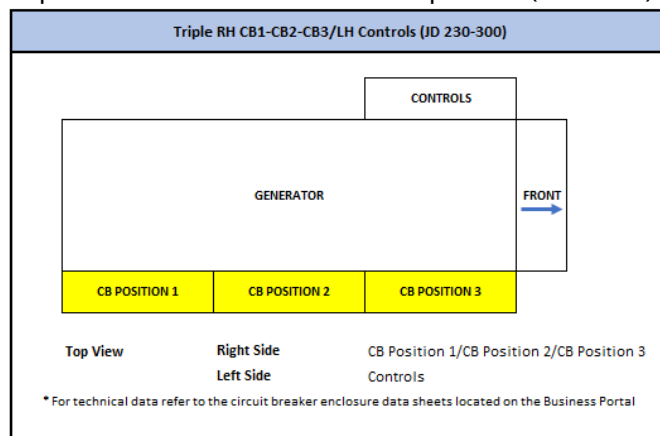 Triple RH CB1-CB2-CB3/LH Controls (JD 230-300)
CONTROLS
GENERATOR
FRONT
CB POSITION 1
CB POSITION 2
CB POSITION 3
Top View Right Side CB Position 1/CB Position 2/CB Position 3
Left Side Controls
* For technical data refer to the circuit breaker enclosure data sheets located on the Business Portal